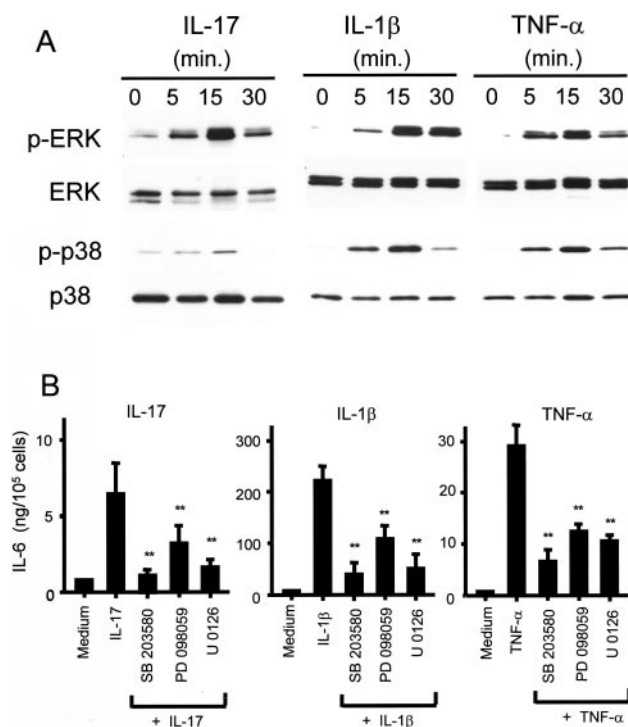 A
IL-17 IL-1β TNF-α
(min.) (min.) (min.)
0 5 15 30 0 5 15 30 0 5 15 30
p-ERK
ERK
p-p38
p38
B
IL-17 IL-1β TNF-α
IL-6 (ng/10⁵ cells)
10
5
0
300
200
100
0
30
20
10
0
** ** **
** ** **
** ** **
Medium IL-17 SB 203580 PD 098059 U 0126
Medium IL-1β SB 203580 PD 098059 U 0126
Medium TNF-α SB 203580 PD 098059 U 0126
+ IL-17 + IL-1β + TNF-α